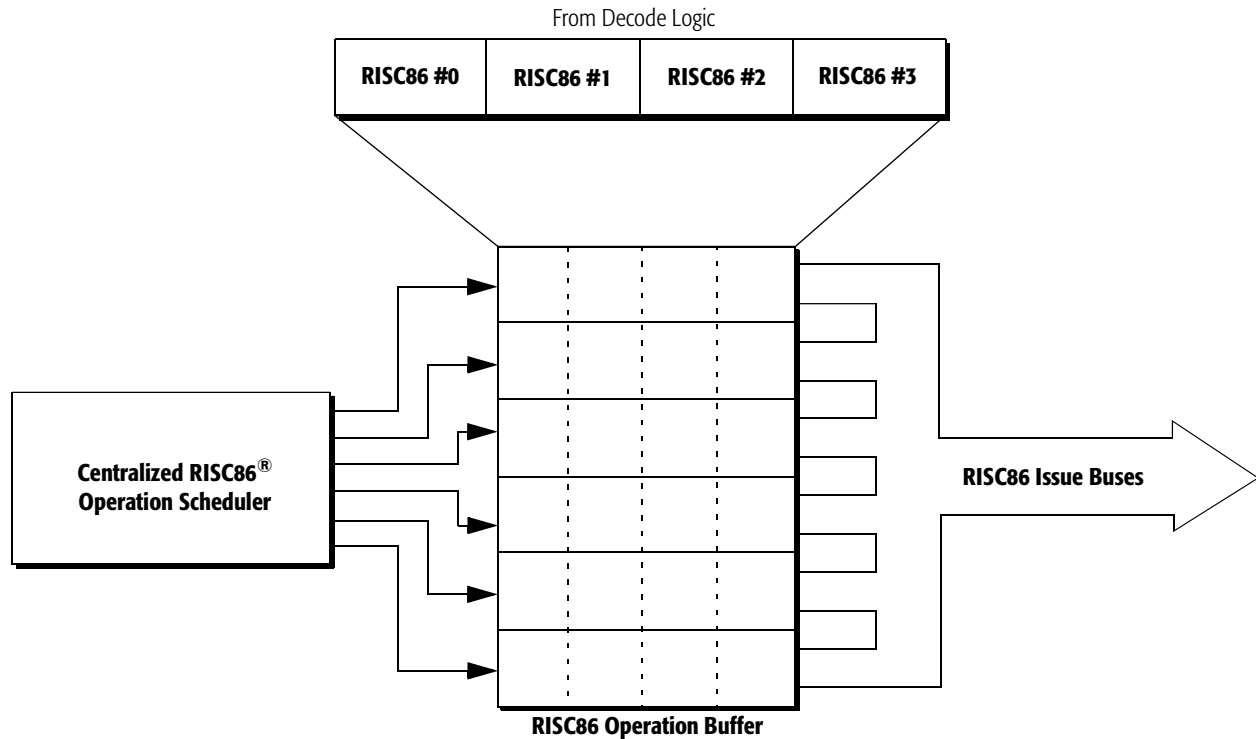 From Decode Logic
RISC86 #0
RISC86 #1
RISC86 #2
RISC86 #3
Centralized RISC86®
Operation Scheduler
RISC86 Issue Buses
RISC86 Operation Buffer